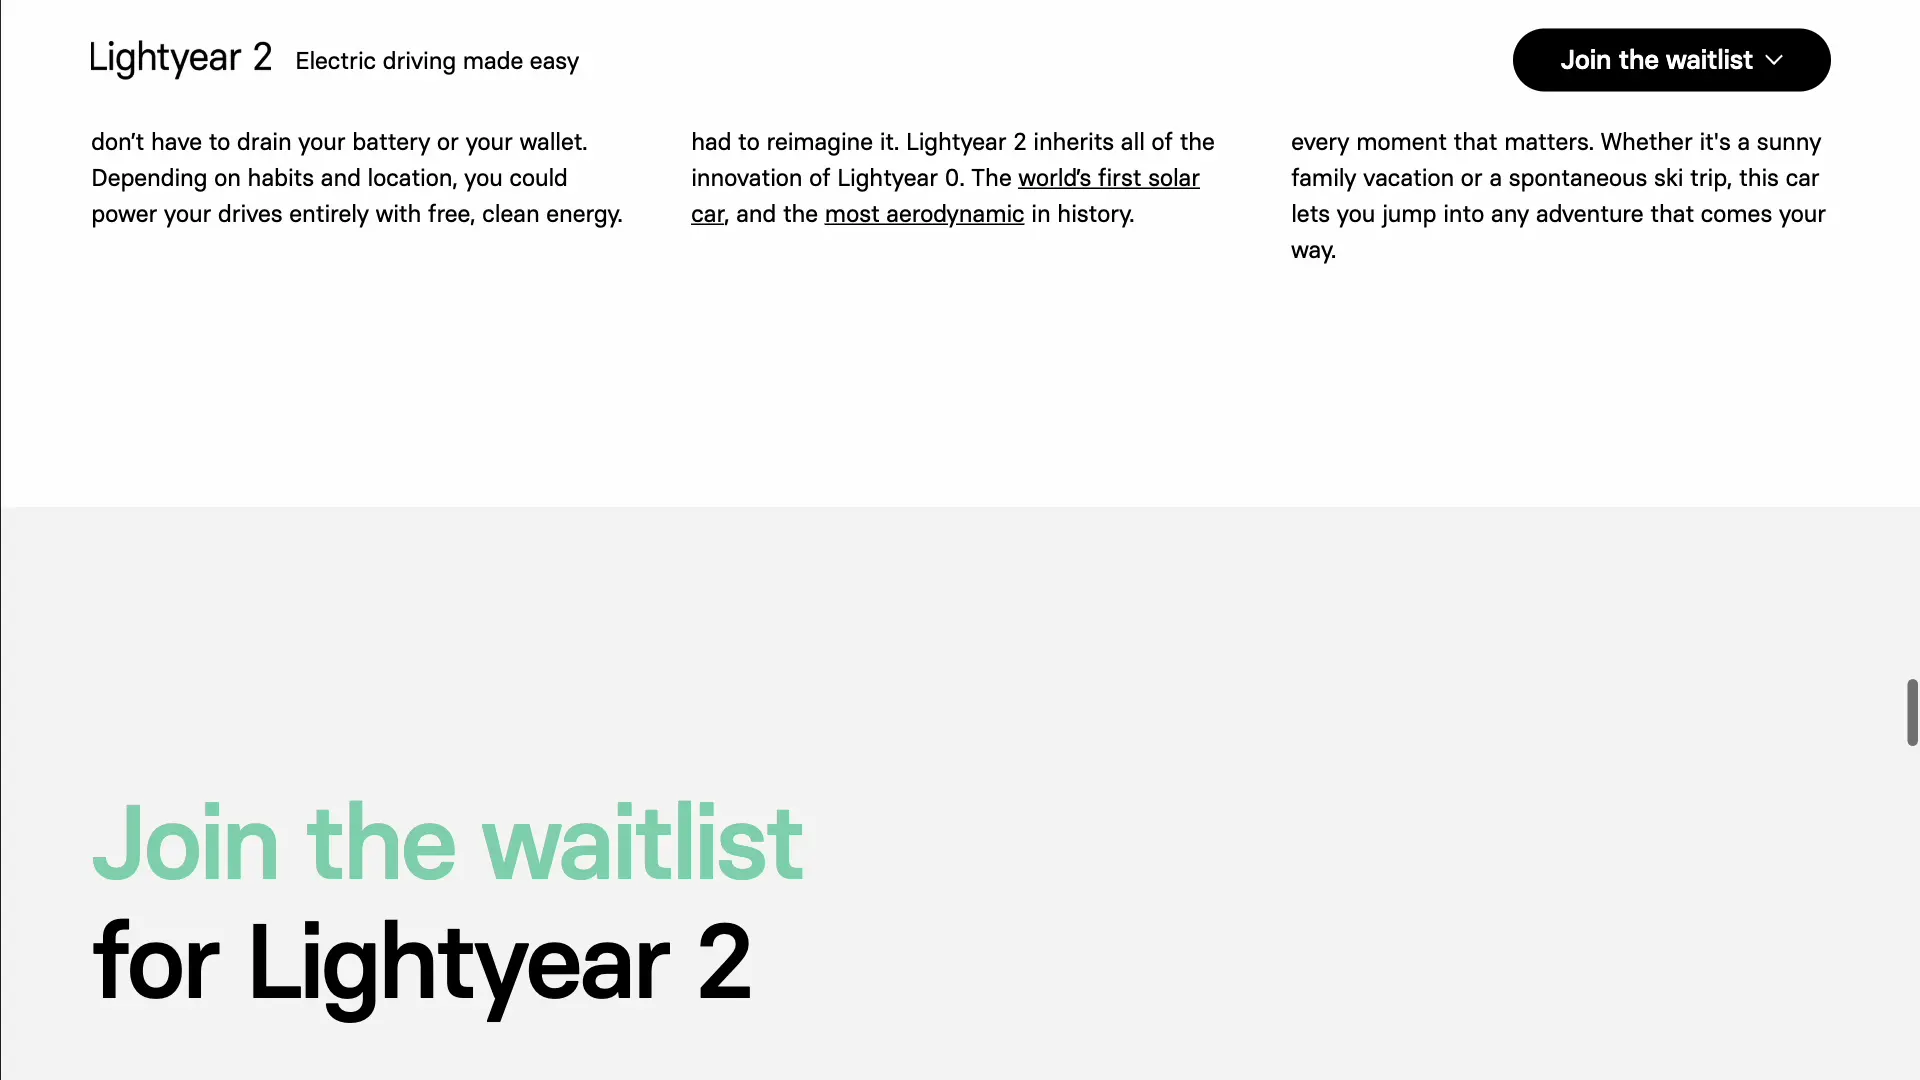 Lightyear 2 Electric driving made easy
Join the waitlist
don’t have to drain your battery or your wallet.
Depending on habits and location, you could
power your drives entirely with free, clean energy.
had to reimagine it. Lightyear 2 inherits all of the
innovation of Lightyear 0. The world’s first solar
car, and the most aerodynamic in history.
every moment that matters. Whether it's a sunny
family vacation or a spontaneous ski trip, this car
lets you jump into any adventure that comes your
way.
Join the waitlist
for Lightyear 2